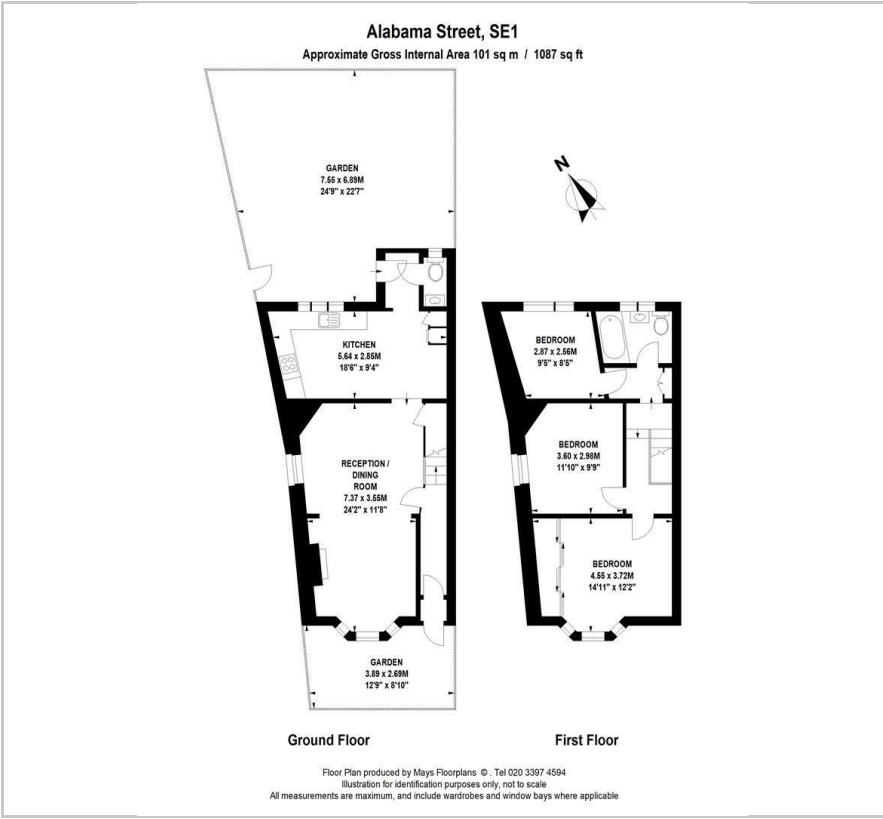 Alabama Street, SE1
Approximate Gross Internal Area 101 sq m / 1087 sq ft
GARDEN
7.55 x 6.89M
24'9" x 22'7"
N
KITCHEN
5.64 x 2.85M
18'6" x 9'4"
RECEPTION /
DINING
ROOM
7.37 x 3.55M
24'2" x 11'8"
GARDEN
3.89 x 2.69M
12'9" x 8'10"
Ground Floor
BEDROOM
2.87 x 2.56M
9'5" x 8'5"
BEDROOM
3.60 x 2.98M
11'10" x 9'9"
BEDROOM
4.55 x 3.72M
14'11" x 12'2"
First Floor
Floor Plan produced by Mays Floorplans © . Tel 020 3397 4594
Illustration for identification purposes only, not to scale
All measurements are maximum, and include wardrobes and window bays where applicable